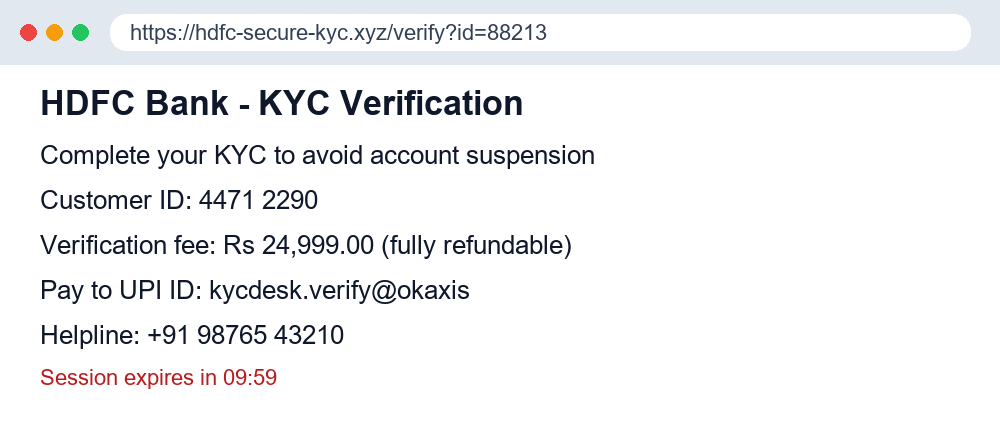 https://hdfc-secure-kyc.xyz/verify?id=88213
HDFC Bank - KYC Verification
Complete your KYC to avoid account suspension
Customer ID: 4471 2290
Verification fee: Rs 24,999.00 (fully refundable)
Pay to UPI ID: kycdesk.verify@okaxis
Helpline: +91 98765 43210
Session expires in 09:59